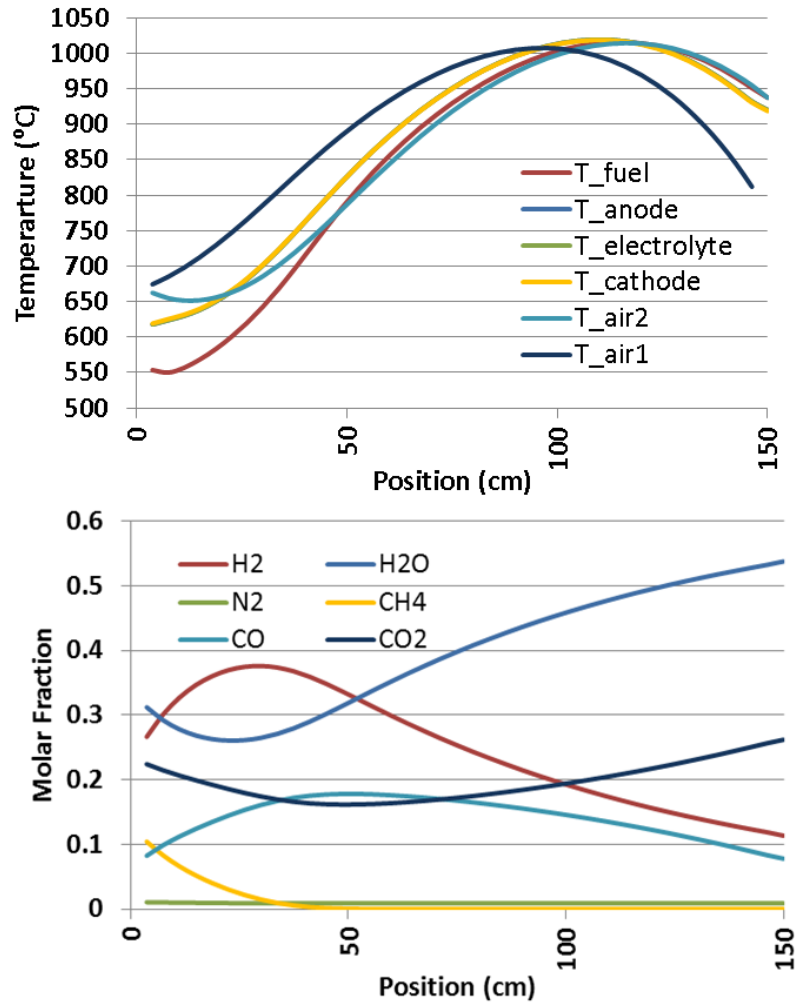 1050
1000
950
900
850
800
750
700
650
600
550
500
Temperarture (⁰C)
T_fuel
T_anode
T_electrolyte
T_cathode
T_air2
T_air1
0
50
100
150
Position (cm)
0.6
0.5
0.4
0.3
0.2
0.1
0
Molar Fraction
H2 H2O
N2 CH4
CO CO2
0
50
100
150
Position (cm)